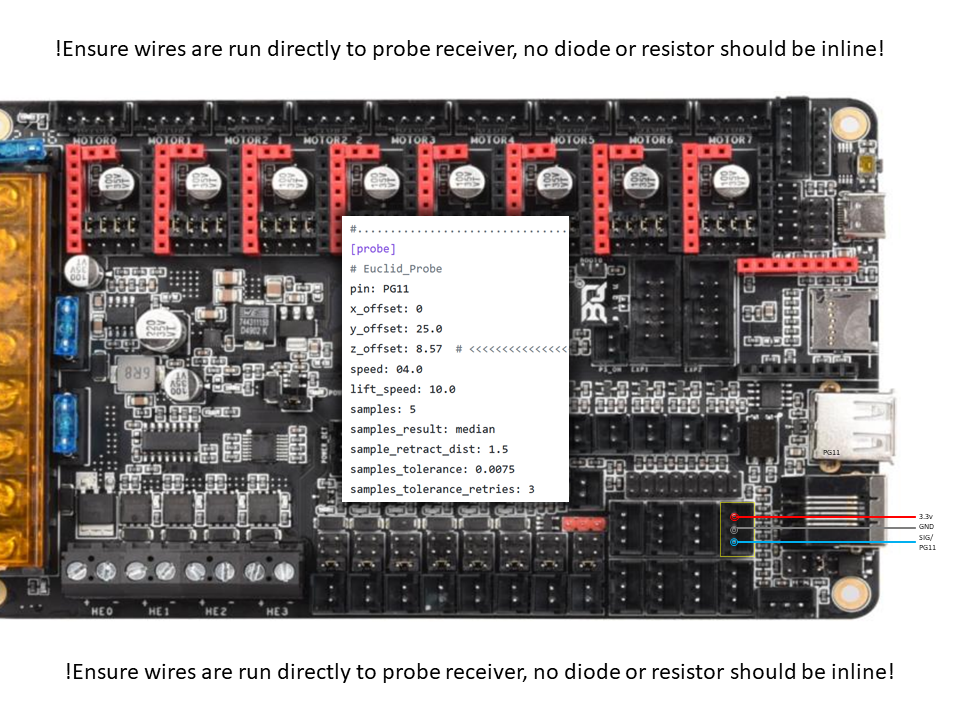 !Ensure wires are run directly to probe receiver, no diode or resistor should be inline!
MOTOR0 MOTOR1 MOTOR2_1 MOTOR2_2 MOTOR3 MOTOR4 MOTOR5 MOTOR6 MOTOR7
#................................
[probe]
# Euclid_Probe
pin: PG11
x_offset: 0
y_offset: 25.0
z_offset: 8.57 # <<<<<<<<<<<<<<<
speed: 04.0
lift_speed: 10.0
samples: 5
samples_result: median
sample_retract_dist: 1.5
samples_tolerance: 0.0075
samples_tolerance_retries: 3
PS_ON EXP1 EXP2
6R8
PG11
3.3v
GND
SIG/
PG11
HE0 HE1 HE2 HE3
!Ensure wires are run directly to probe receiver, no diode or resistor should be inline!